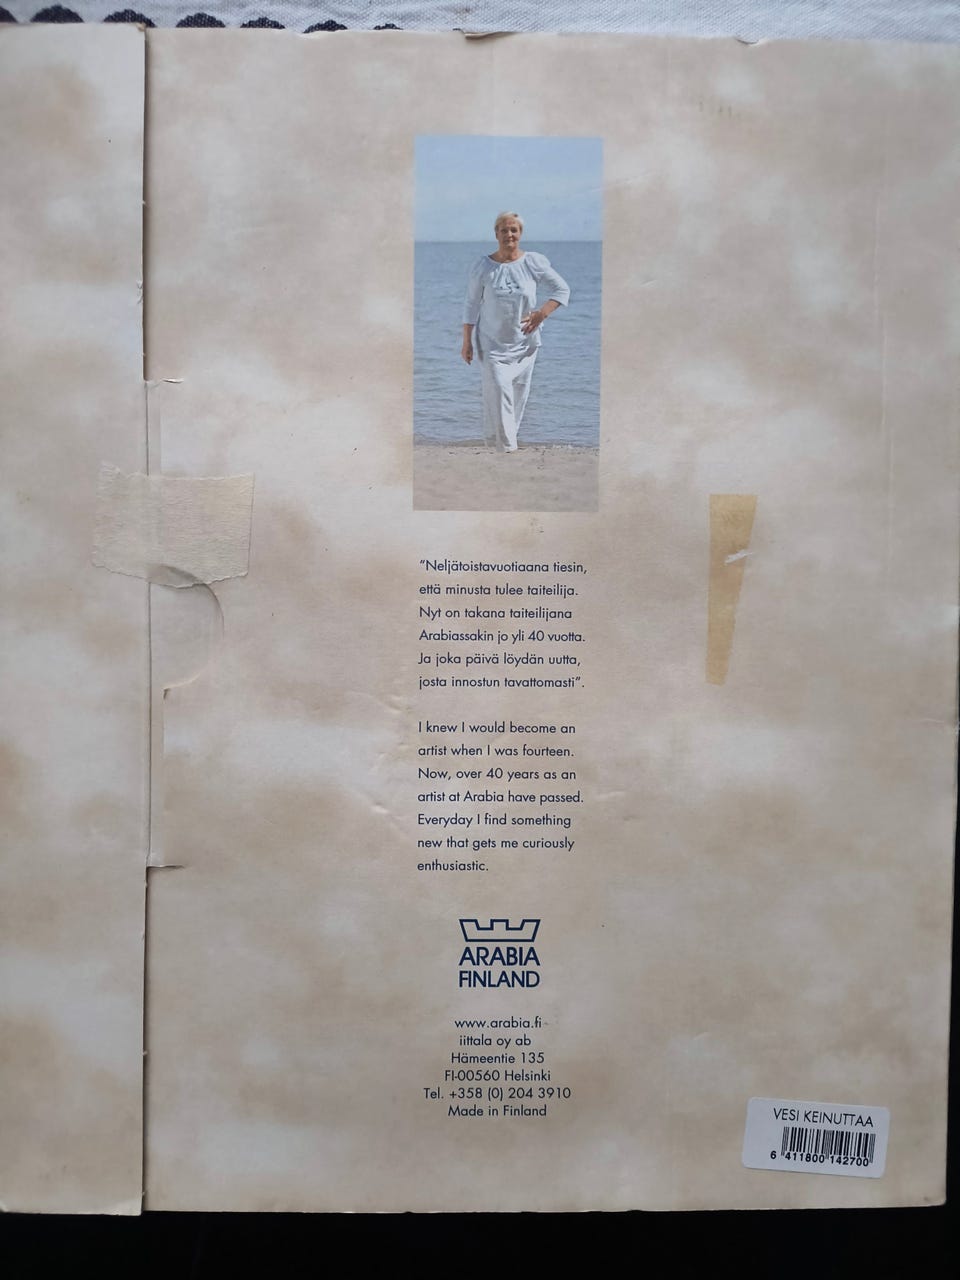 "Neljätoistavuotiaana tiesin,
että minusta tulee taiteilija.
Nyt on takana taiteilijana
Arabiassakin jo yli 40 vuotta.
Ja joka päivä löydän uutta,
josta innostun tavattomasti".
I knew I would become an
artist when I was fourteen.
Now, over 40 years as an
artist at Arabia have passed.
Everyday I find something
new that gets me curiously
enthusiastic.
ARABIA
FINLAND
www.arabia.fi
iittala oy ab
Hämeentie 135
FI-00560 Helsinki
Tel. +358 (0) 204 3910
Made in Finland
VESI KEINUTTAA
6 411800 142700